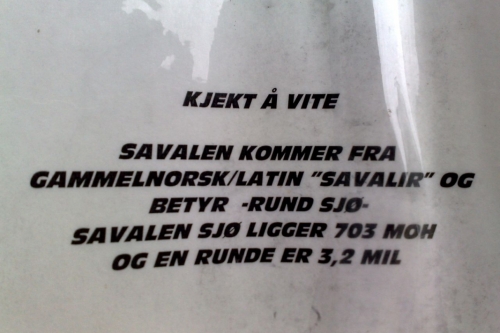 KJEKT Å VITE
SAVALEN KOMMER FRA
GAMMELNORSK/LATIN "SAVALIR" OG
BETYR -RUND SJØ-
SAVALEN SJØ LIGGER 703 MOH
OG EN RUNDE ER 3,2 MIL